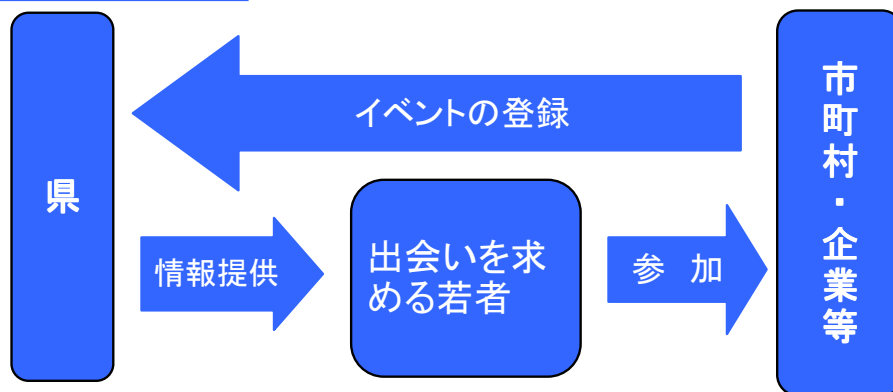 イベントの登録
県
情報提供
出会いを求
める若者
参　加
市町村・企業等